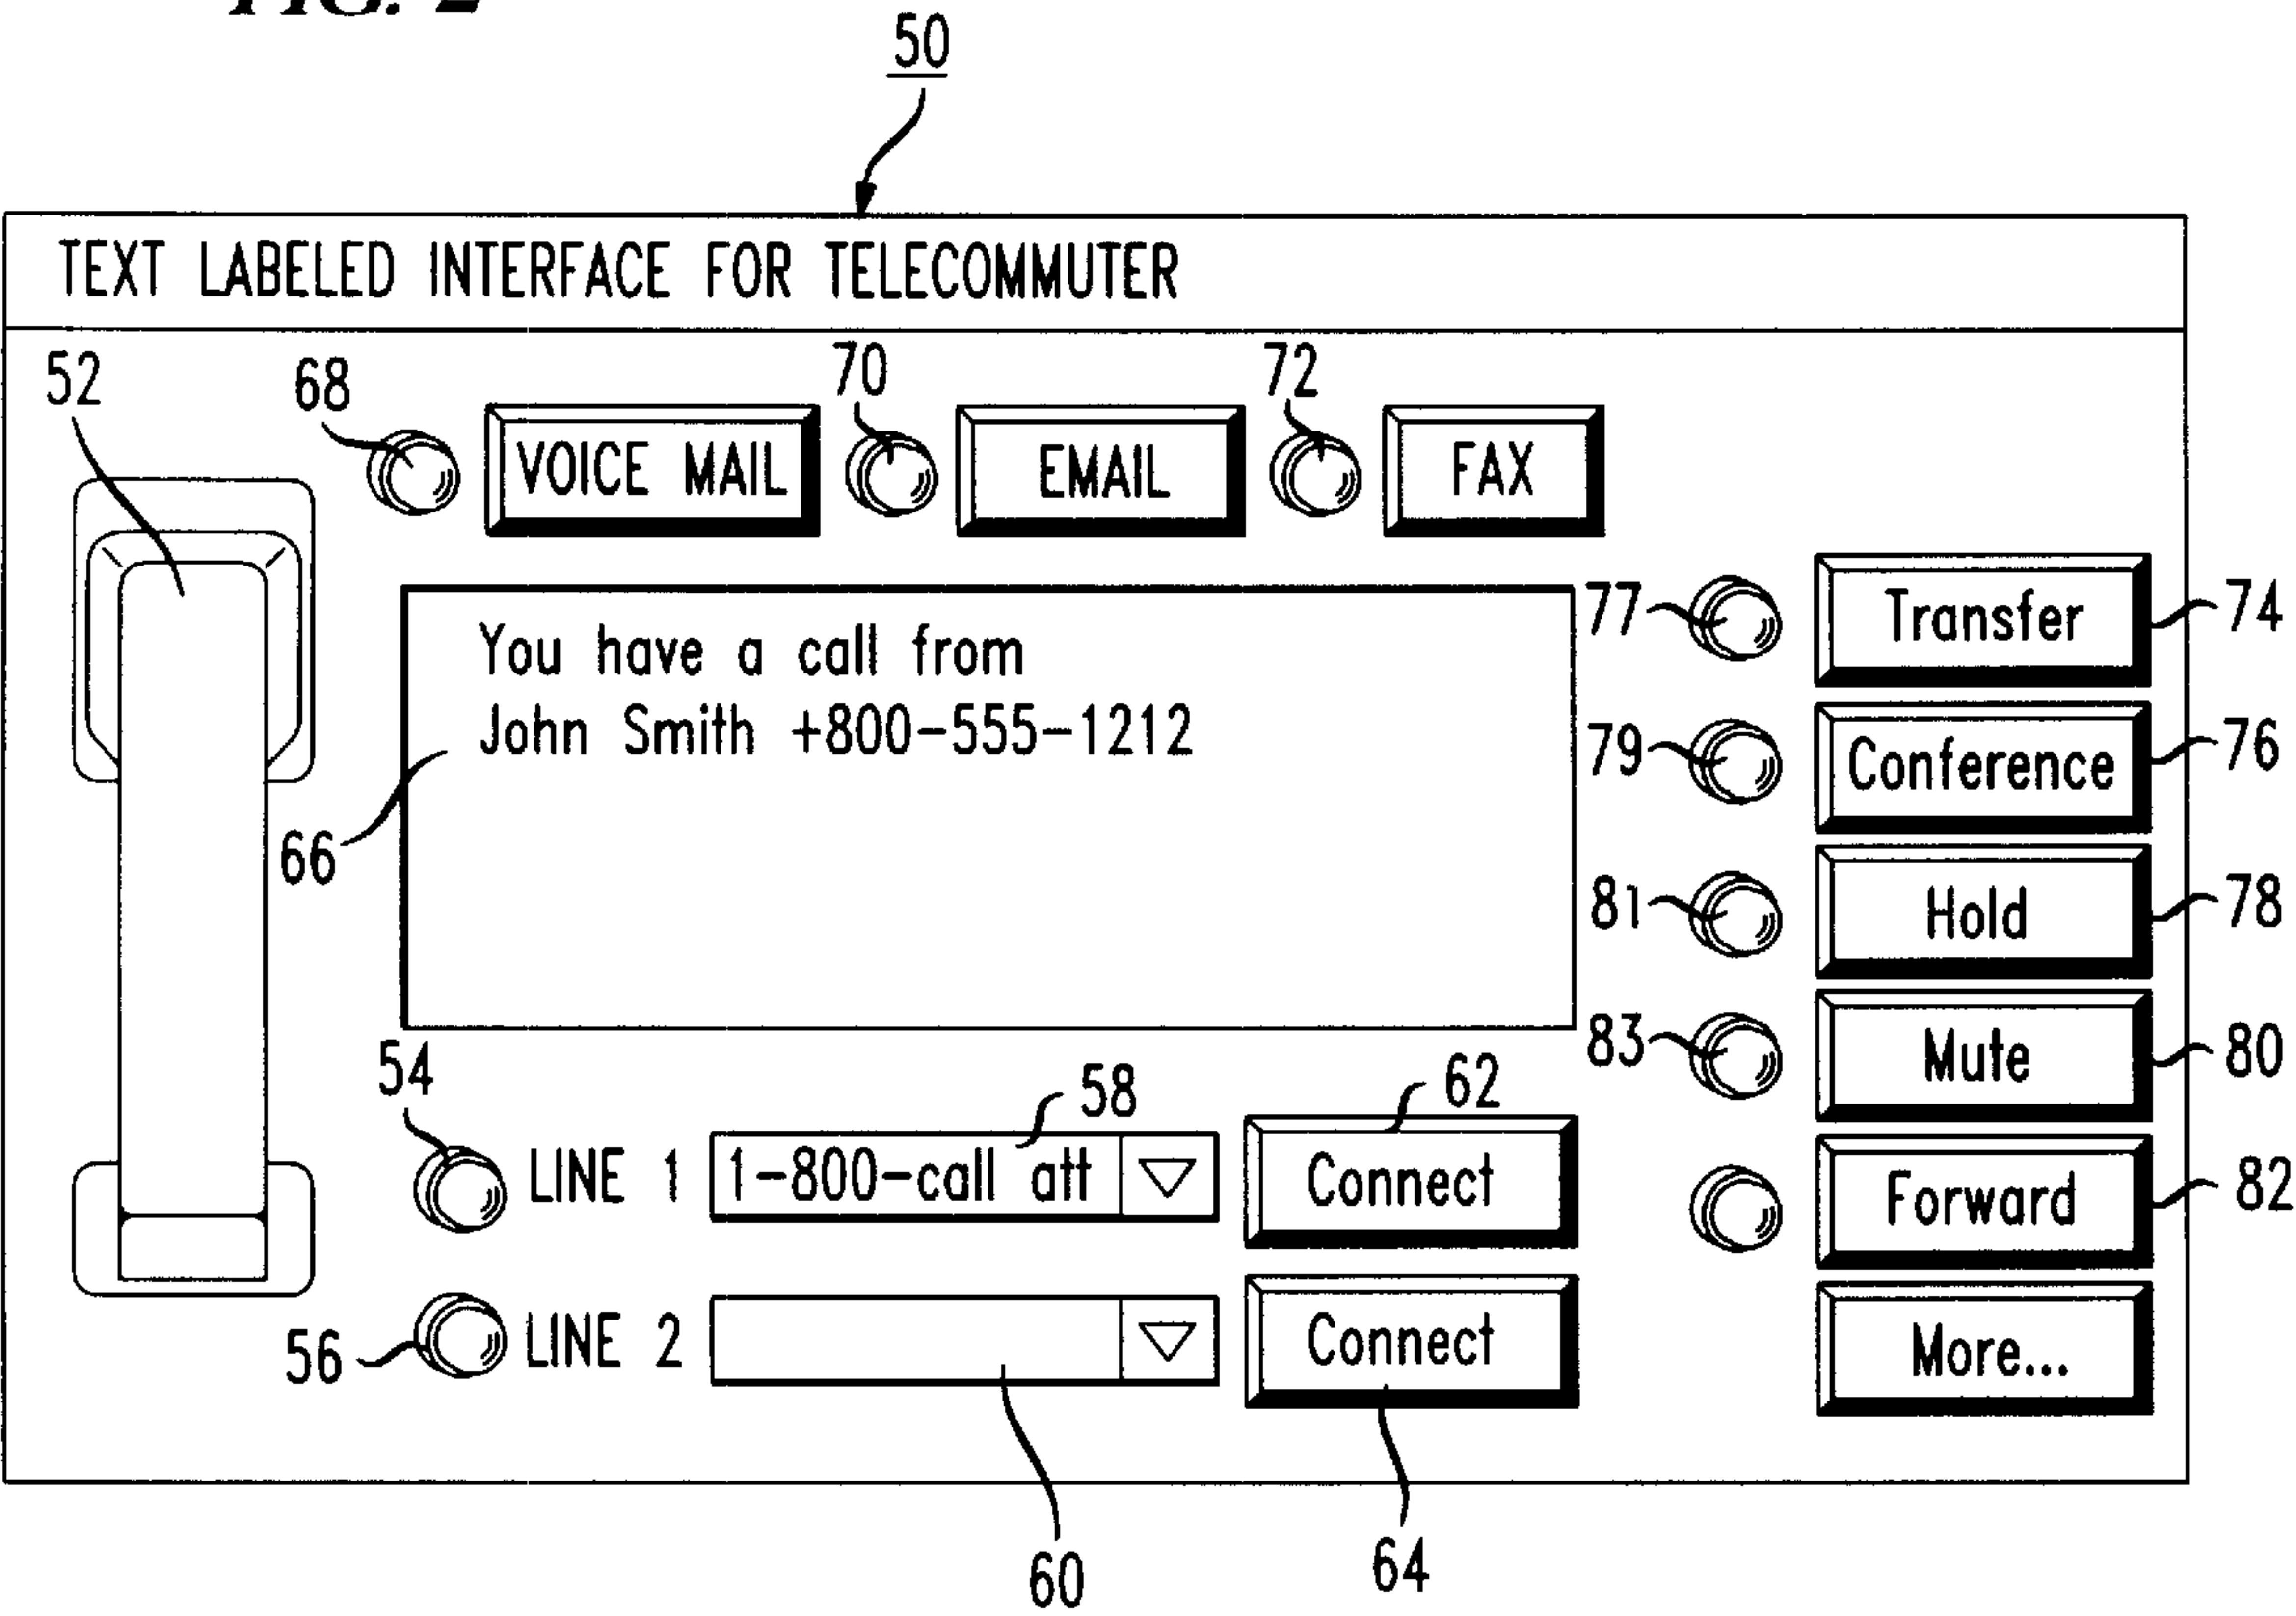 FIG. 2
50
TEXT LABELED INTERFACE FOR TELECOMMUTER
52
68
VOICE MAIL
70
EMAIL
72
FAX
You have a call from
John Smith +800-555-1212
66
77
Transfer
74
79
Conference
76
81
Hold
78
83
Mute
80
54
LINE 1
1-800-call att
58
Connect
62
Forward
82
56
LINE 2
60
Connect
64
More...